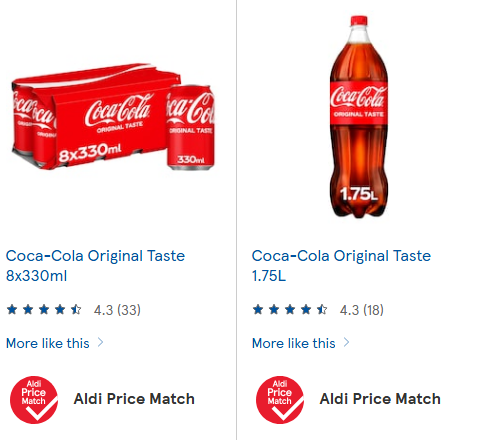 Coca-Cola
ORIGINAL TASTE
8x330ml
Coca-Co
ORIGINAL TASTE
330ml
Coca-Cola Original Taste
8x330ml
4.3 (33)
More like this
Aldi
Price
Match
Aldi Price Match
Coca-Cola
ORIGINAL TASTE
1.75L
Coca-Cola Original Taste
1.75L
4.3 (18)
More like this
Aldi
Price
Match
Aldi Price Match